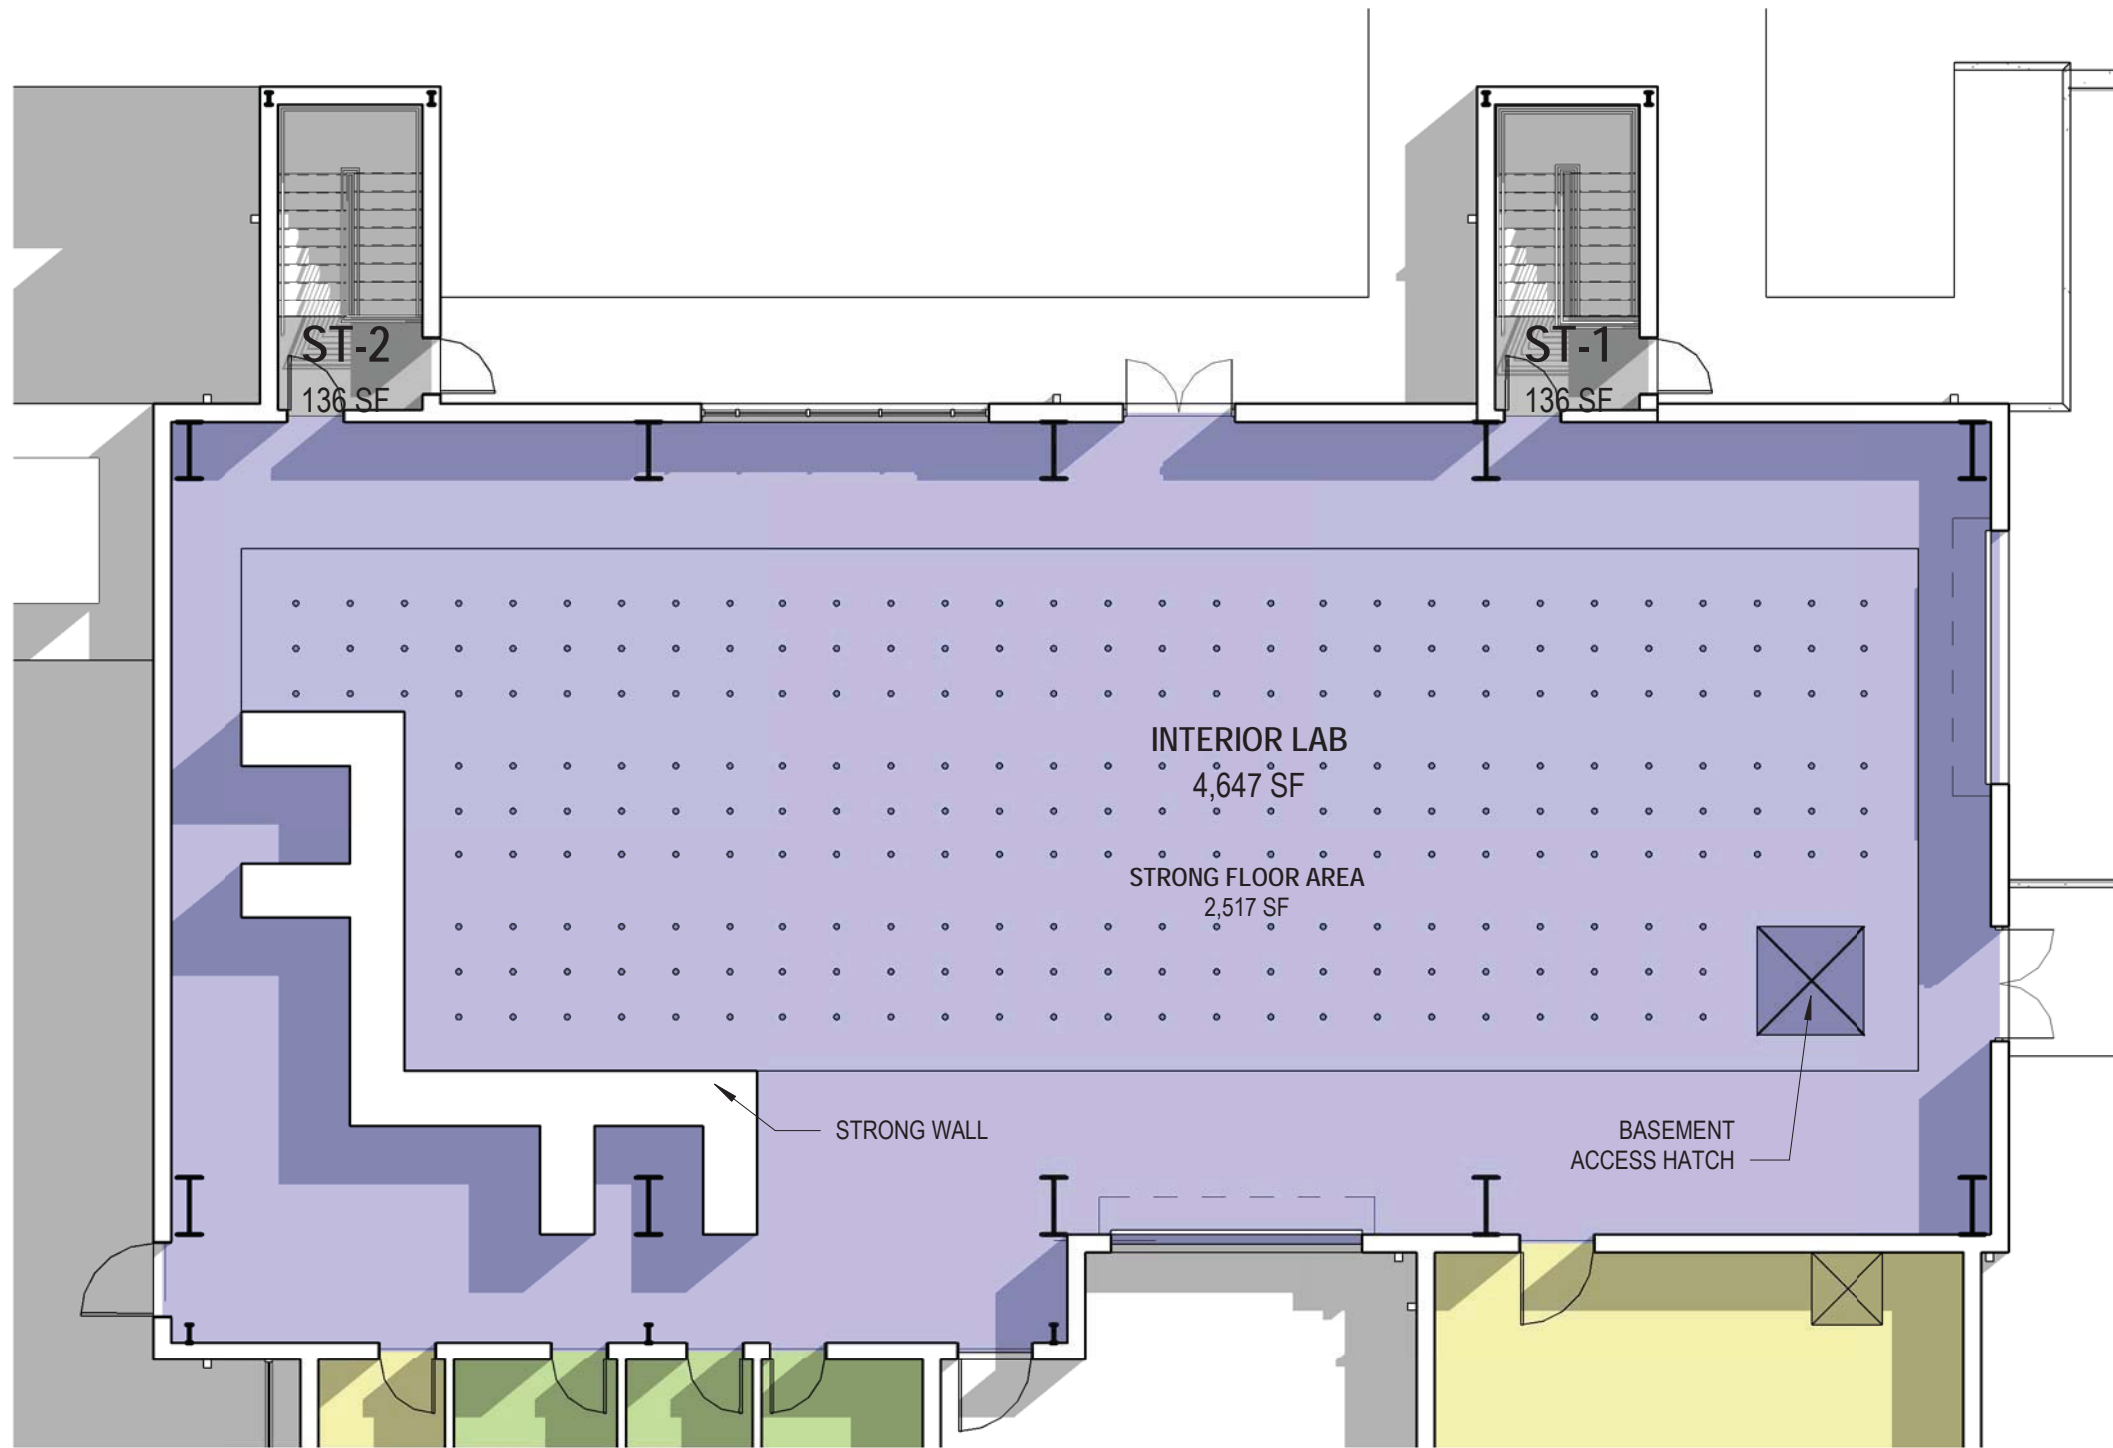 ST-2
136 SF
ST-1
136 SF
INTERIOR LAB
4,647 SF
STRONG FLOOR AREA
2,517 SF
STRONG WALL
BASEMENT
ACCESS HATCH